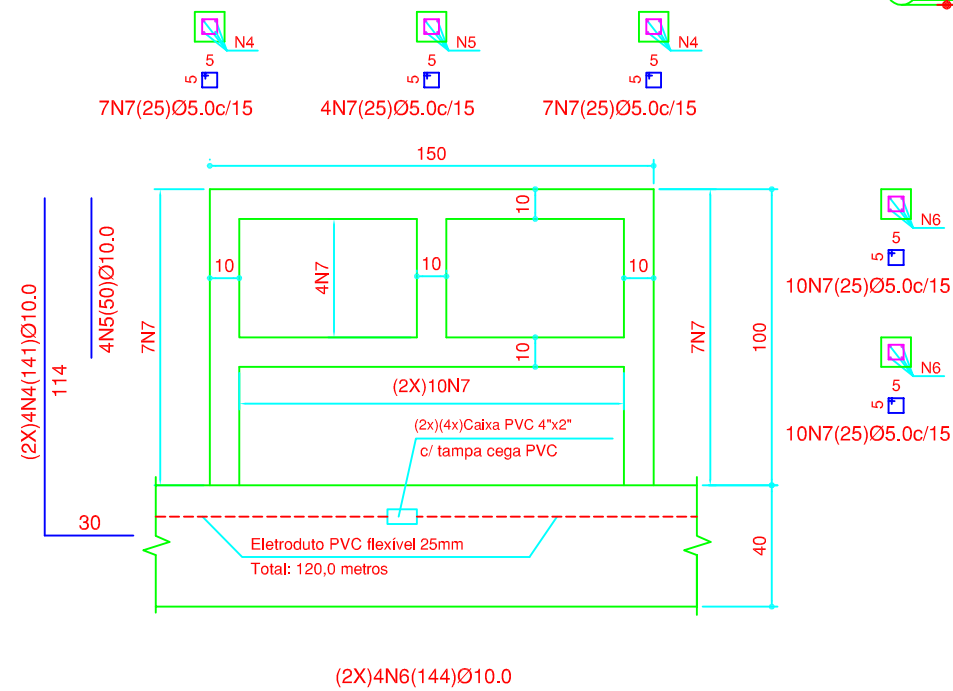 N4
5
5
7N7(25)Ø5.0c/15
N5
5
5
4N7(25)Ø5.0c/15
N4
5
5
7N7(25)Ø5.0c/15
150
(2X)4N4(141)Ø10.0
114
30
4N5(50)Ø10.0
7N7
10
10
4N7
10
10
10
7N7
100
40
(2X)10N7
(2x)(4x)Caixa PVC 4"x2"
c/ tampa cega PVC
Eletroduto PVC flexível 25mm
Total: 120,0 metros
N6
5
5
10N7(25)Ø5.0c/15
N6
5
5
10N7(25)Ø5.0c/15
(2X)4N6(144)Ø10.0